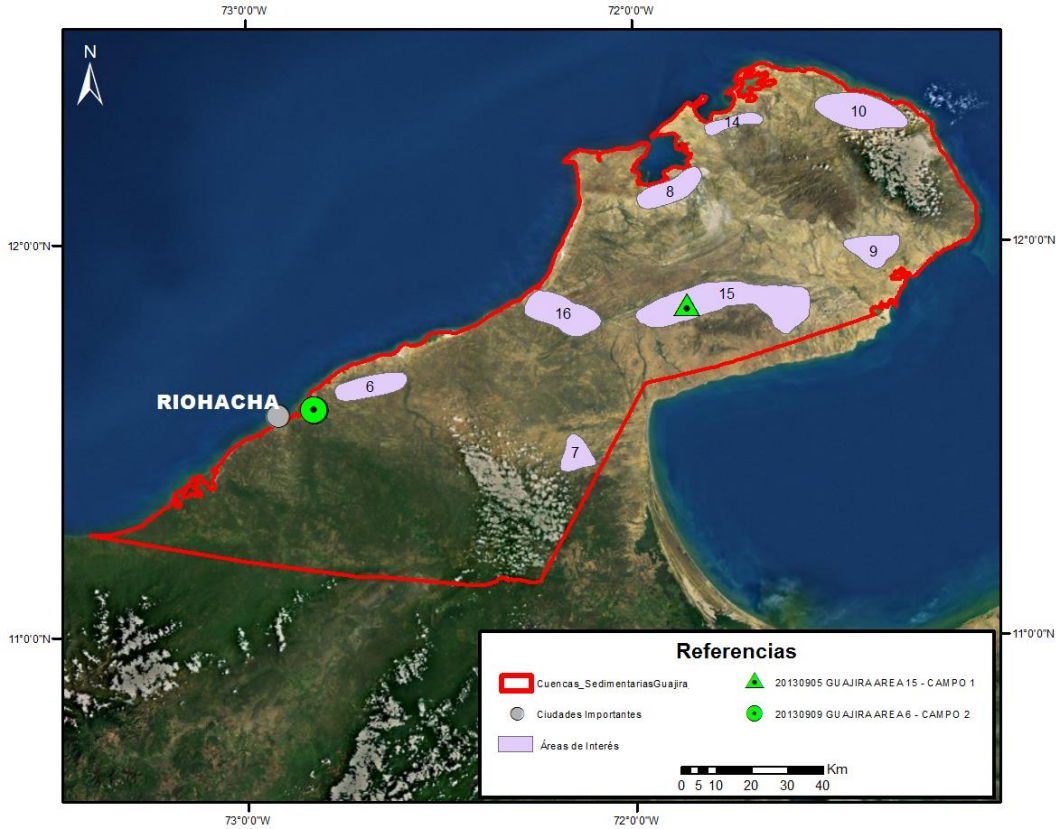 73°0'0"W 72°0'0"W
N
10
14
8
12°0'0"N 12°0'0"N
9
15
16
6
RIOHACHA
7
11°0'0"N 11°0'0"N
Referencias
Cuencas_SedimentariasGuajira
20130905 GUAJIRA AREA 15 - CAMPO 1
Ciudades Importantes
20130909 GUAJIRA AREA 6 - CAMPO 2
Áreas de Interés
Km
0 5 10 20 30 40
73°0'0"W 72°0'0"W